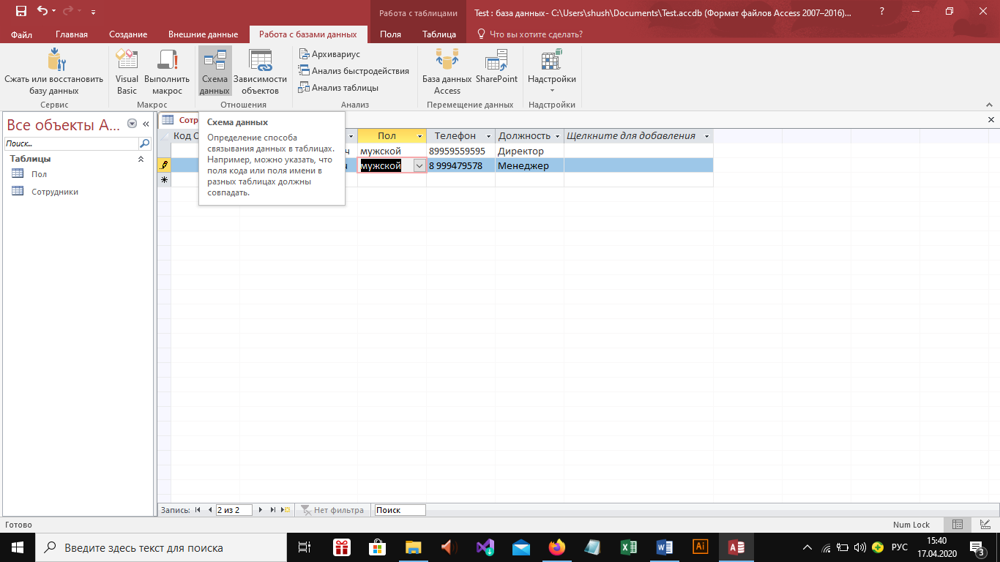 Работа с таблицами
Test : база данных- C:\Users\shush\Documents\Test.accdb (Формат файлов Access 2007–2016)...
?
Файл
Главная
Создание
Внешние данные
Работа с базами данных
Поля
Таблица
Что вы хотите сделать?
Сжать или восстановить
базу данных
Visual
Basic
Выполнить
макрос
Схема
данных
Зависимости
объектов
Архивариус
Анализ быстродействия
Анализ таблицы
База данных
Access
SharePoint
Надстройки
Сервис
Макрос
Отношения
Анализ
Перемещение данных
Надстройки
Все объекты A...
Поиск...
Таблицы
Пол
Сотрудники
Сотр
Схема данных
Определение способа
связывания данных в таблицах.
Например, можно указать, что
поля кода или поля имени в
разных таблицах должны
совпадать.
Код С
Пол
Телефон
Должность
Щелкните для добавления
ч
мужской
89959559595
Директор
ч
мужской
8 999479578
Менеджер
Запись:
2 из 2
Нет фильтра
Поиск
Готово
Num Lock
Введите здесь текст для поиска
Ai
РУС
15:40
17.04.2020
3